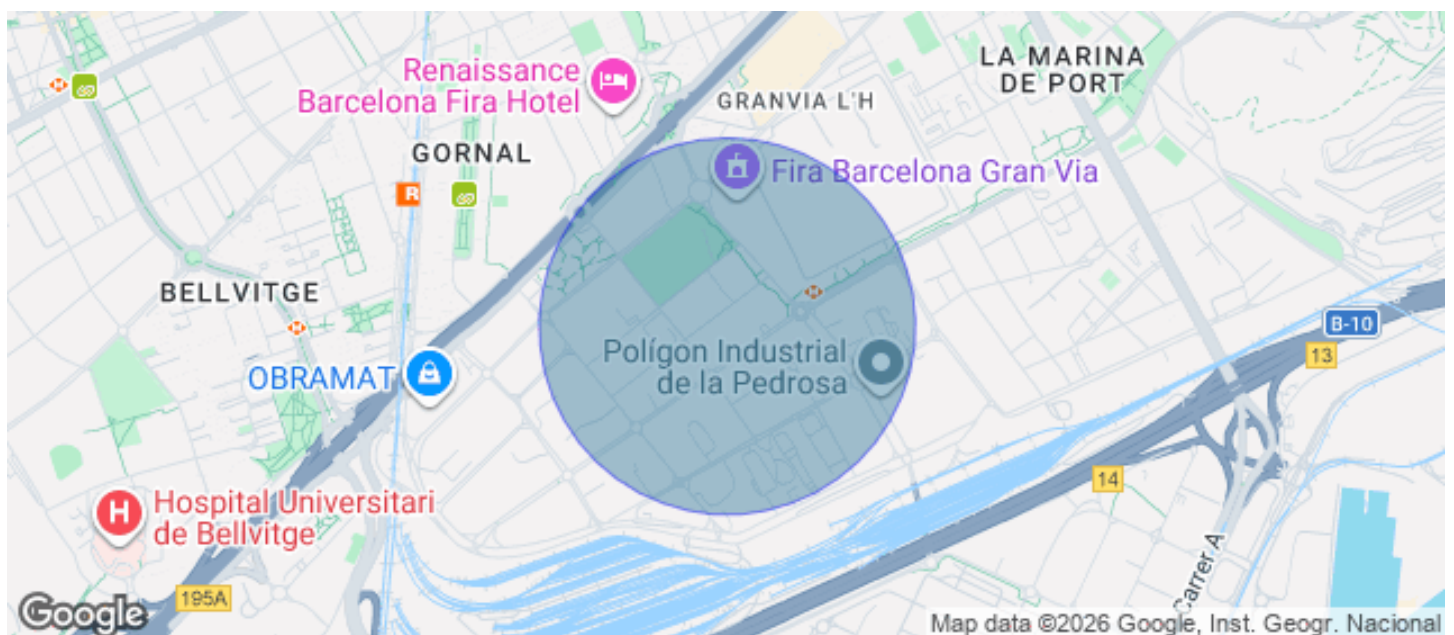 LA MARINA
DE PORT
Renaissance
Barcelona Fira Hotel
GRANVIA L'H
GORNAL
Fira Barcelona Gran Via
R
BELLVITGE
B-10
13
Polígon Industrial
de la Pedrosa
OBRAMAT
14
H
Hospital Universitari
de Bellvitge
Carrer A
195A
Google
Map data ©2026 Google, Inst. Geogr. Nacional